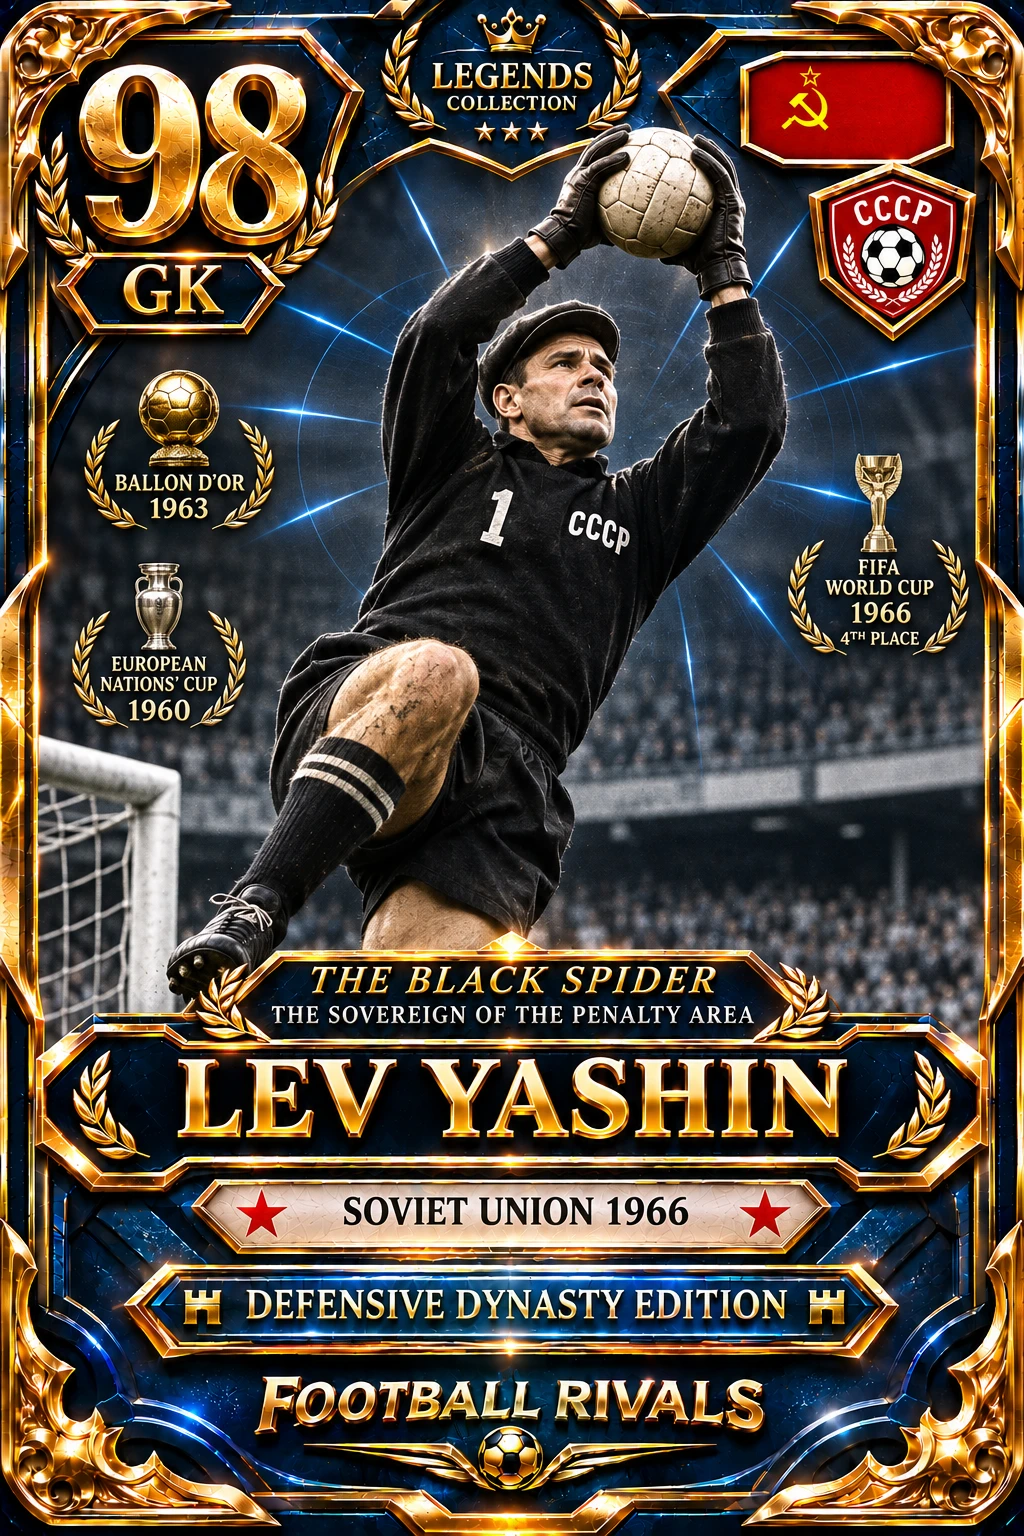 98
GK
LEGENDS
COLLECTION
CCCP
BALLON D'OR
1963
EUROPEAN
NATIONS' CUP
1960
1
CCCP
FIFA
WORLD CUP
1966
4TH PLACE
THE BLACK SPIDER
THE SOVEREIGN OF THE PENALTY AREA
LEV YASHIN
SOVIET UNION 1966
DEFENSIVE DYNASTY EDITION
FOOTBALL RIVALS